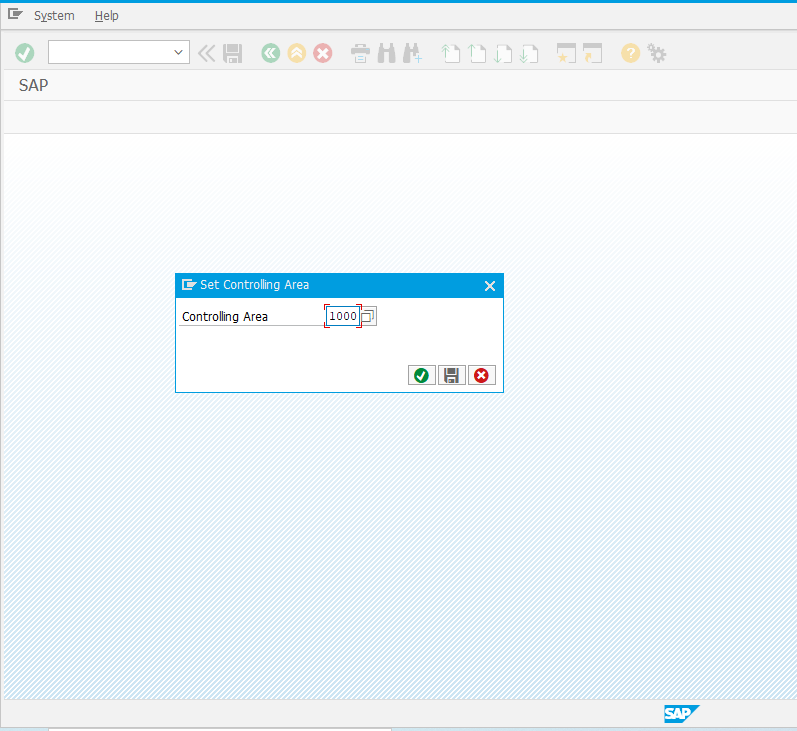 System Help
SAP
Set Controlling Area
Controlling Area 1000
SAP